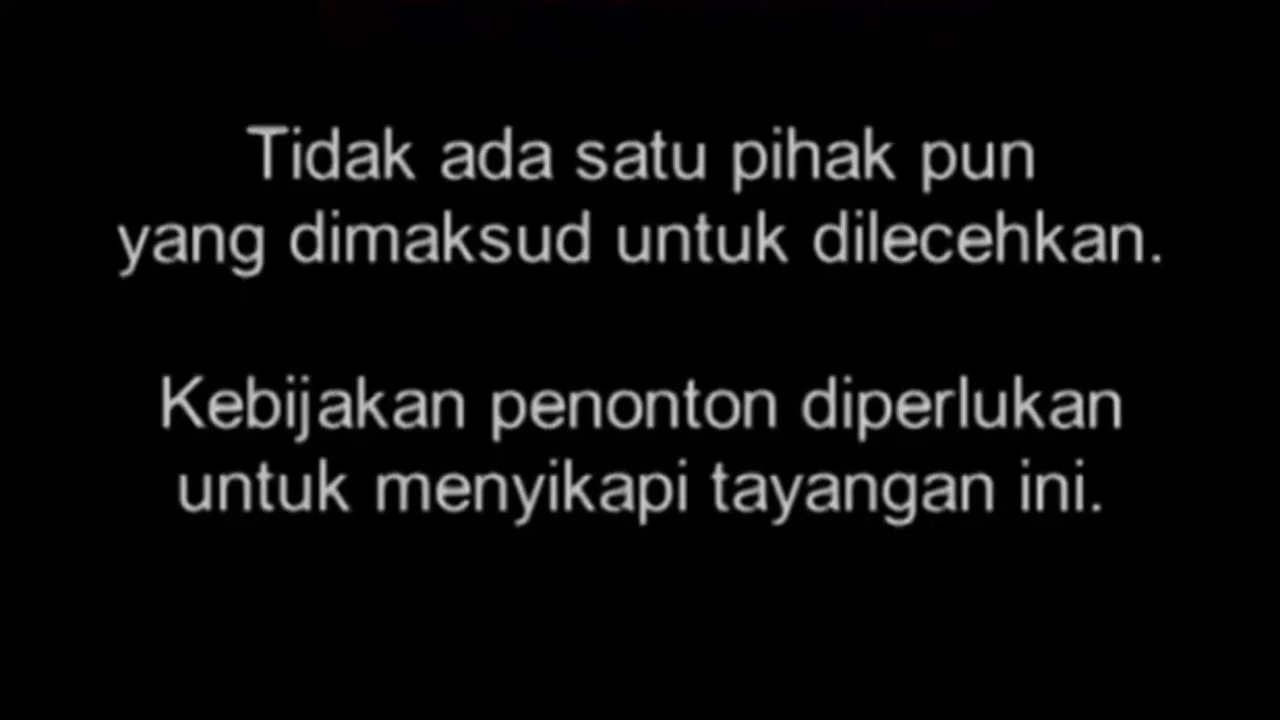 Tidak ada satu pihak pun
yang dimaksud untuk dilecehkan.
Kebijakan penonton diperlukan
untuk menyikapi tayangan ini.